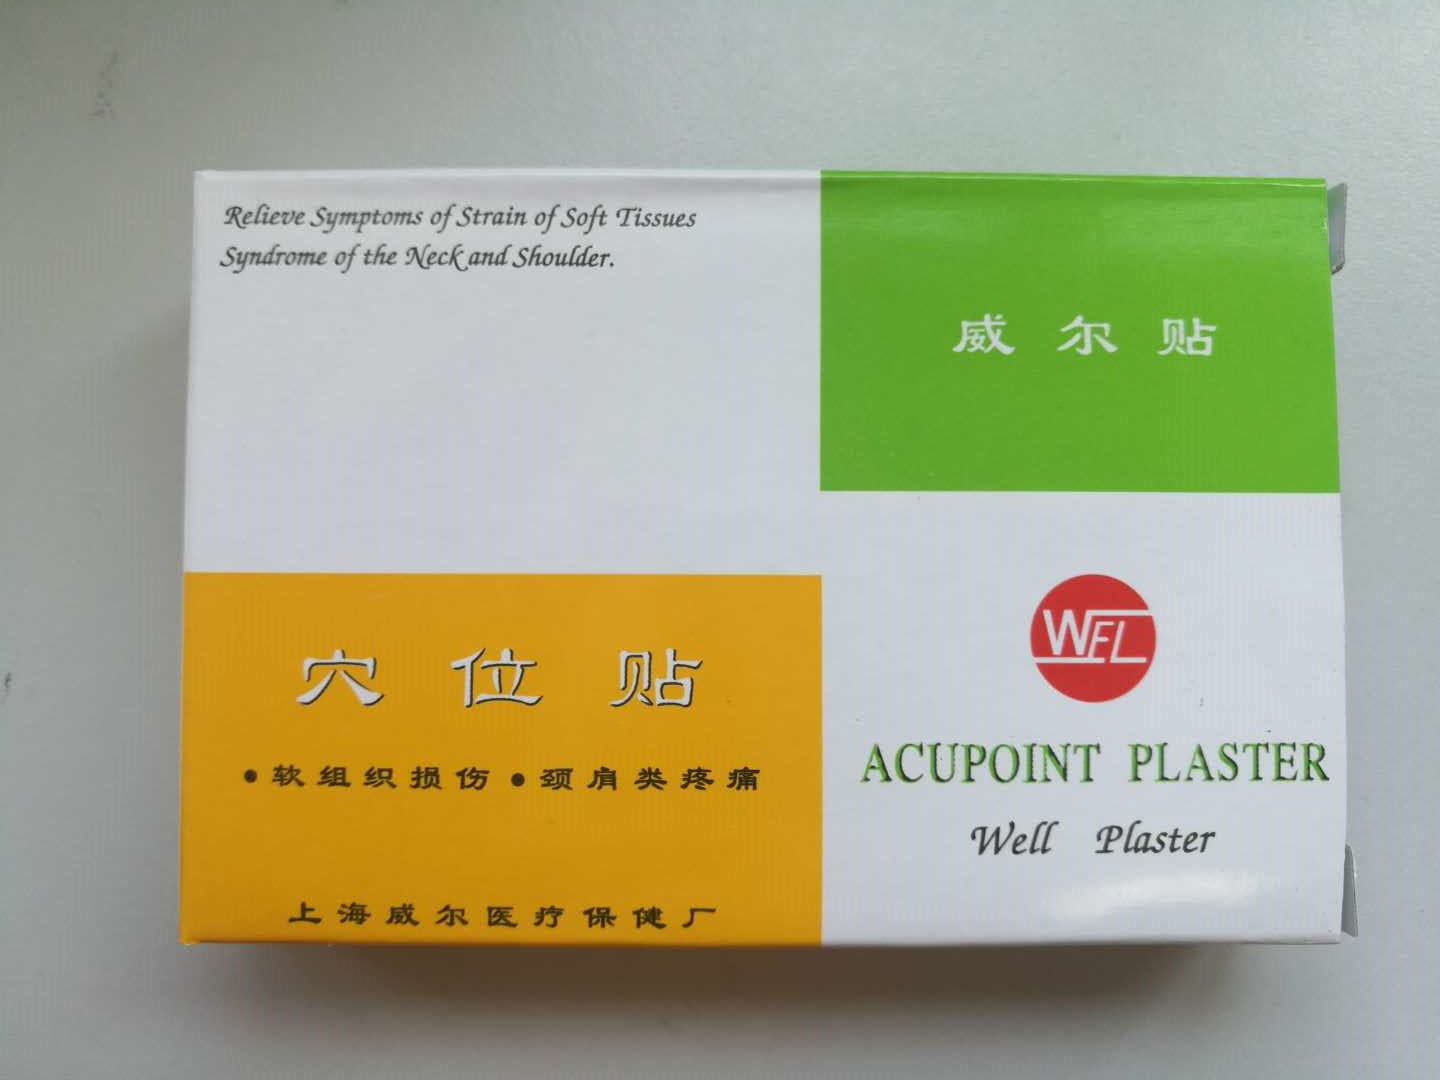 Relieve Symptoms of Strain of Soft Tissues
Syndrome of the Neck and Shoulder.
威尔贴
穴位贴
•软组织损伤•颈肩类疼痛
上海威尔医疗保健厂
WEL
ACUPOINT PLASTER
Well Plaster